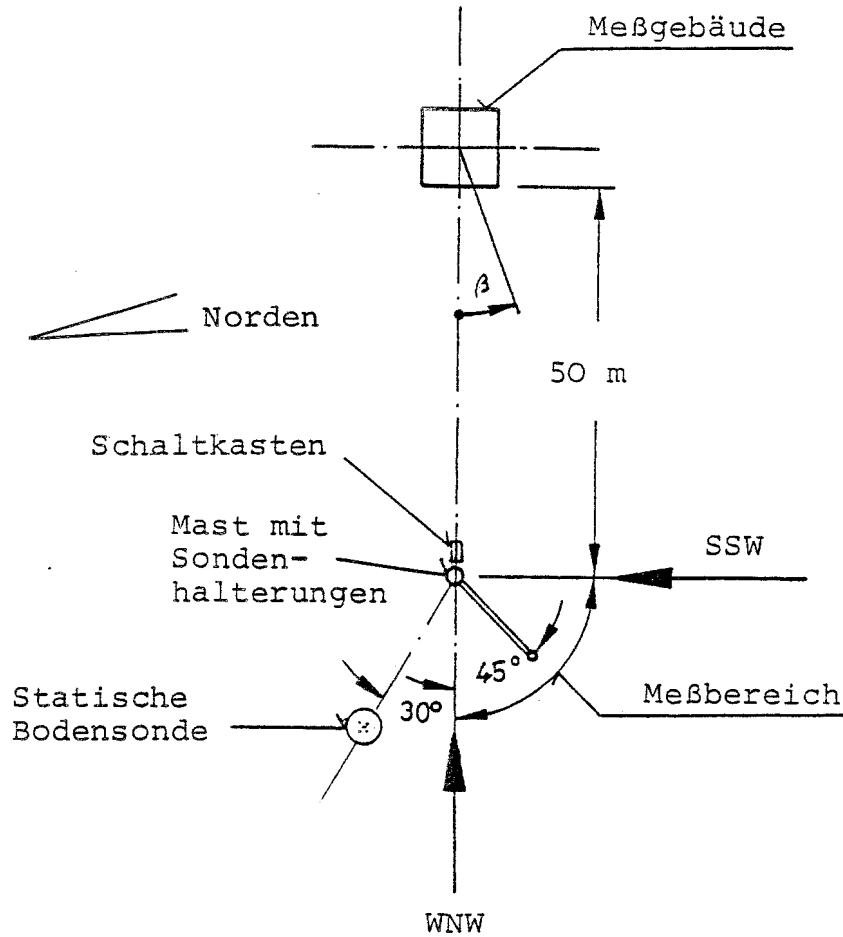 Meßgebäude
β
Norden
50 m
Schaltkasten
Mast mit
Sonden-
halterungen
SSW
45°
Statische
Bodensonde
30°
Meßbereich
WNW